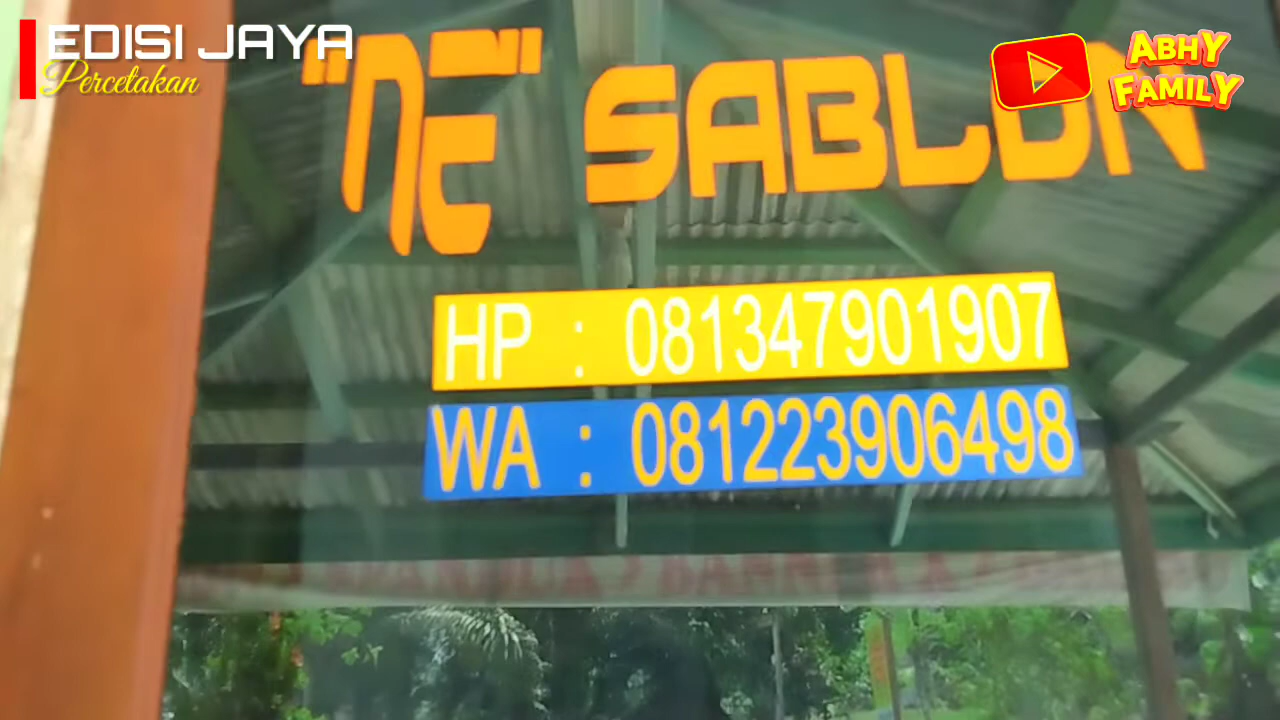 EDISI JAYA
Percetakan
ABHY
FAMILY
"NE" SABLON
HP : 081347901907
WA : 081223906498